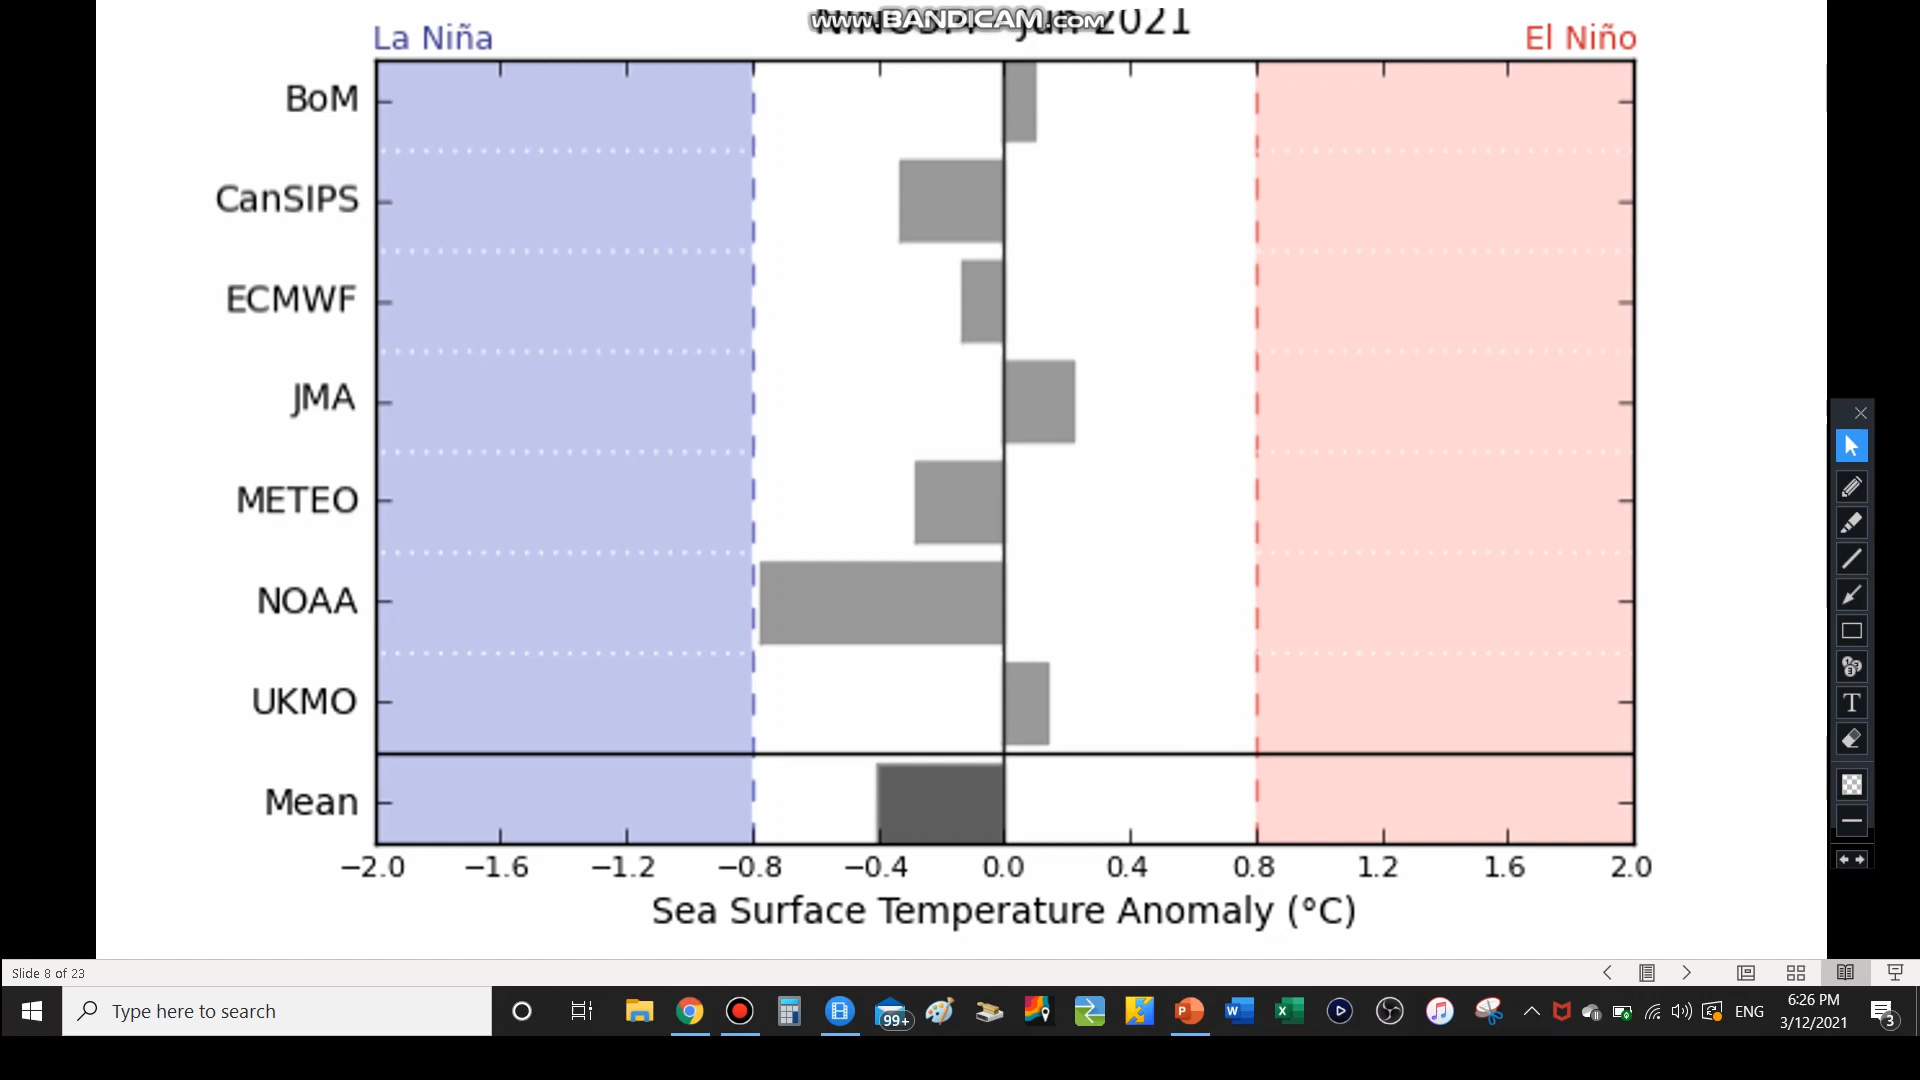 www.BANDICAM.com
Jun 2021
La Niña
El Niño
BoM
CanSIPS
ECMWF
JMA
METEO
NOAA
UKMO
Mean
−2.0 −1.6 −1.2 −0.8 −0.4 0.0 0.4 0.8 1.2 1.6 2.0
Sea Surface Temperature Anomaly (°C)
Slide 8 of 23
Type here to search
99+
ENG
6:26 PM
3/12/2021
3